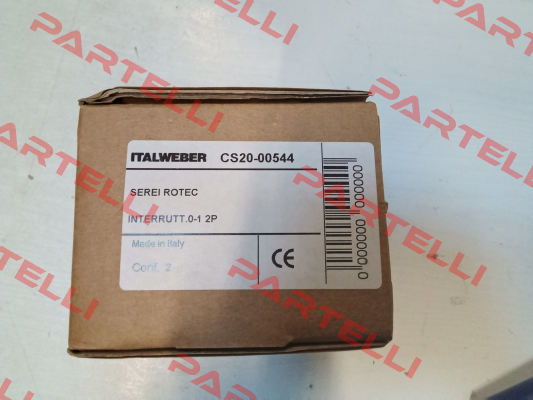 PARTELLI
PARTELLI
PARTELLI
PARTELLI
PARTELLI
PARTELLI
ITALWEBER CS20-00544
SEREI ROTEC
INTERRUTT.0-1 2P
Made in Italy
Conf. 2
CE
0 000000 000000